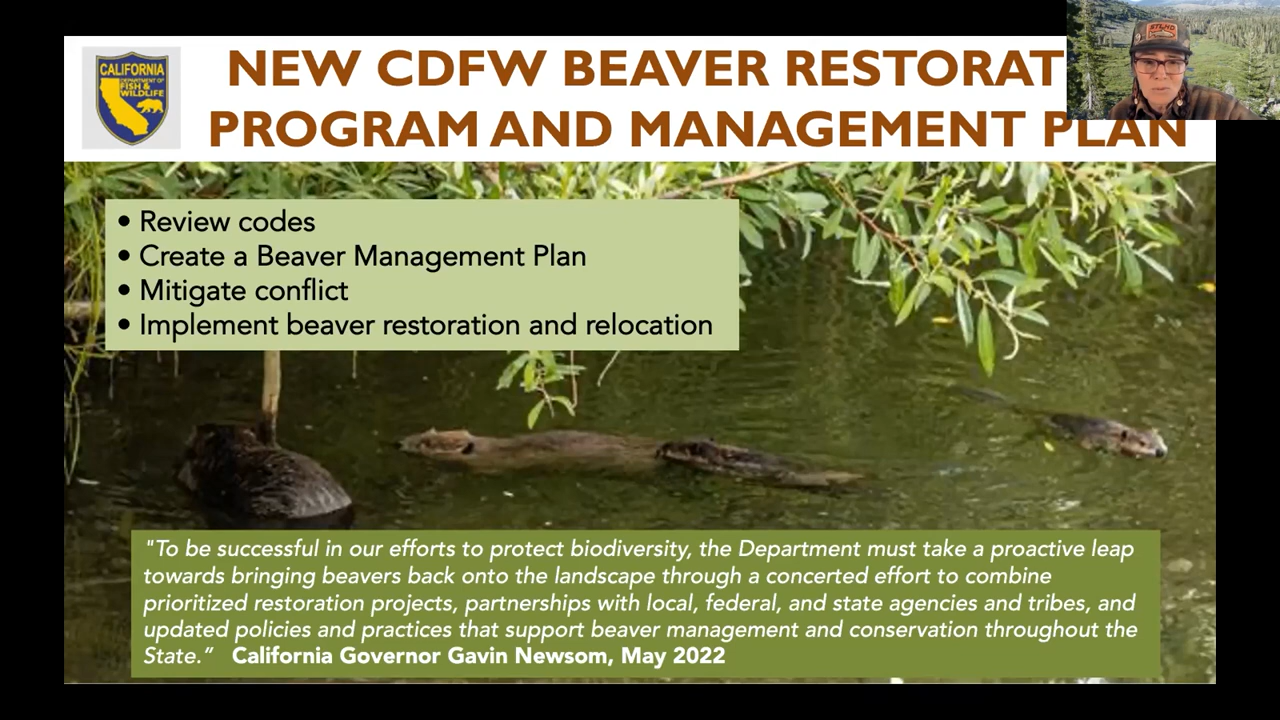 NEW CDFW BEAVER RESTORAT
PROGRAM AND MANAGEMENT PLAN
CALIFORNIA
DEPARTMENT OF
FISH &
WILDLIFE
• Review codes
• Create a Beaver Management Plan
• Mitigate conflict
• Implement beaver restoration and relocation
"To be successful in our efforts to protect biodiversity, the Department must take a proactive leap
towards bringing beavers back onto the landscape through a concerted effort to combine
prioritized restoration projects, partnerships with local, federal, and state agencies and tribes, and
updated policies and practices that support beaver management and conservation throughout the
State.” California Governor Gavin Newsom, May 2022